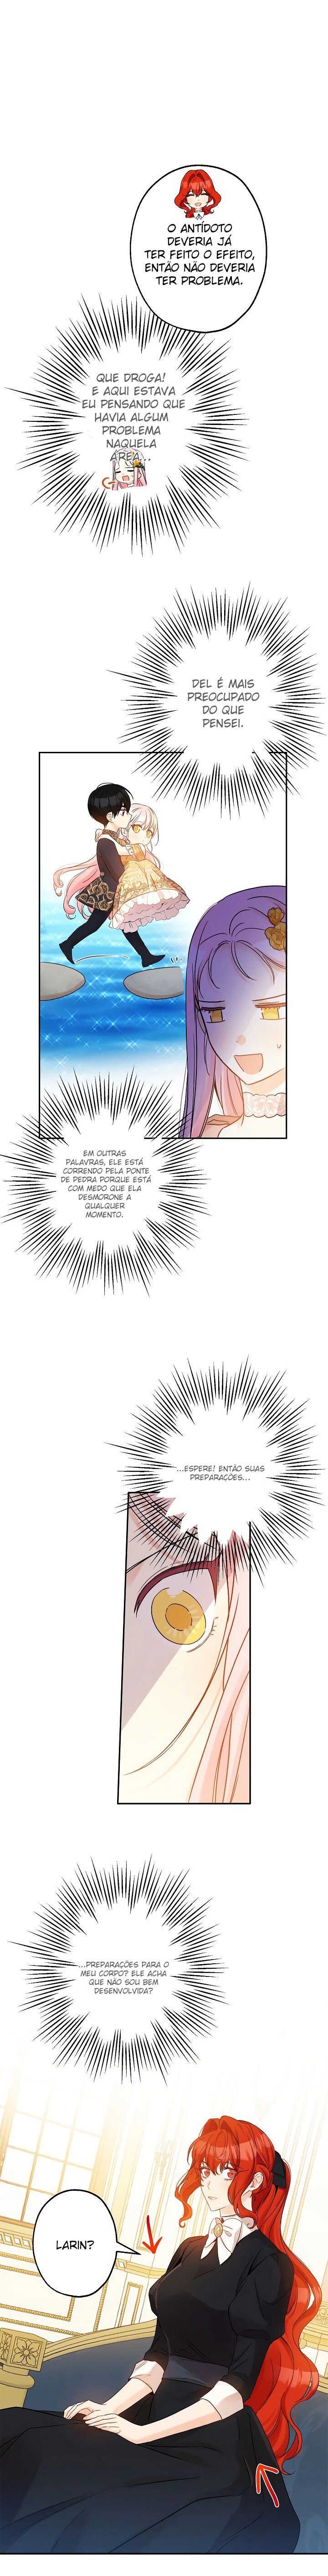 O ANTÍDOTO
DEVERIA JÁ
TER FEITO O EFEITO,
ENTÃO NÃO DEVERIA
TER PROBLEMA.
QUE DROGA!
E AQUI ESTAVA
EU PENSANDO QUE
HAVIA ALGUM
PROBLEMA
NAQUELA
ÁREA...
DEL É MAIS
PREOCUPADO
DO QUE
PENSEI.
EM OUTRAS
PALAVRAS, ELE ESTÁ
CORRENDO PELA PONTE
DE PEDRA PORQUE ESTÁ
COM MEDO QUE ELA
DESMORONE A
QUALQUER
MOMENTO.
...ESPERE! ENTÃO SUAS
PREPARAÇÕES...
...PREPARAÇÕES PARA O
MEU CORPO? ELE ACHA
QUE NÃO SOU BEM
DESENVOLVIDA?
LARIN?